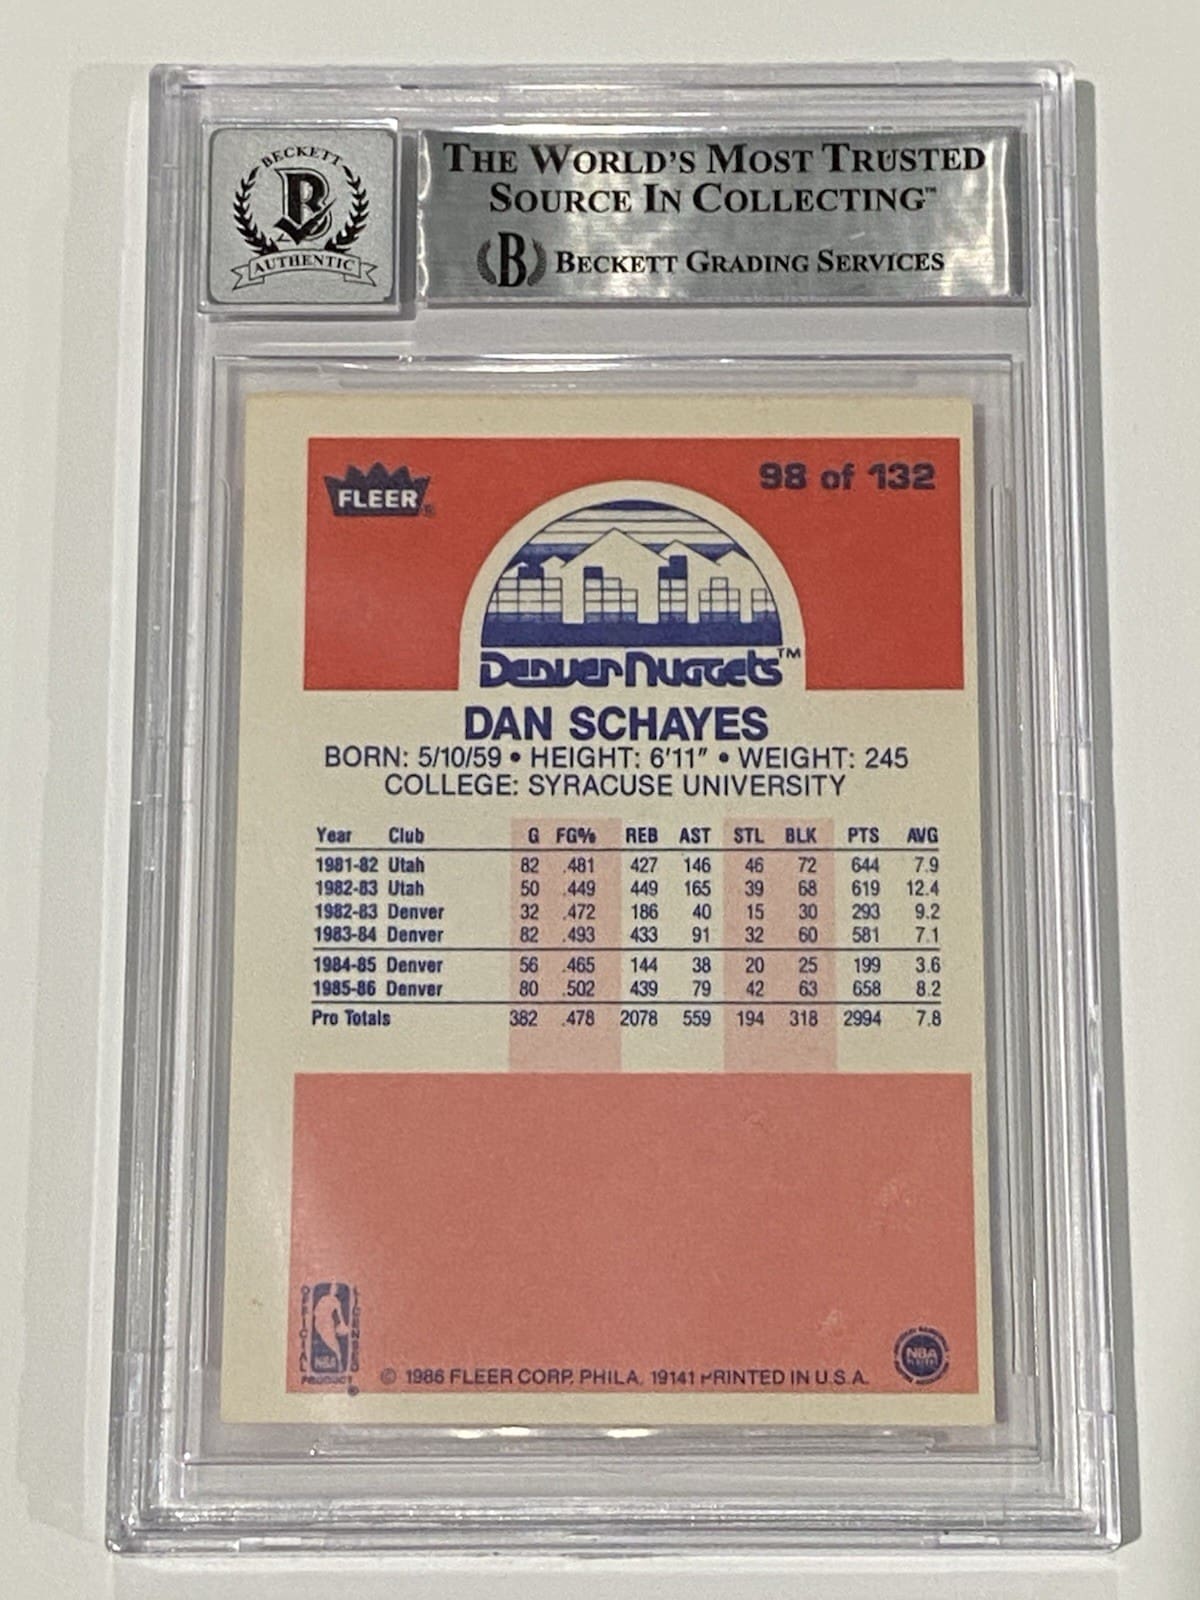 BECKETT
B
AUTHENTIC
THE WORLD'S MOST TRUSTED
SOURCE IN COLLECTING™
B BECKETT GRADING SERVICES
FLEER®
98 of 132
Denver Nuggets™
DAN SCHAYES
BORN: 5/10/59 • HEIGHT: 6'11" • WEIGHT: 245
COLLEGE: SYRACUSE UNIVERSITY
Year Club G FG% REB AST STL BLK PTS AVG
1981-82 Utah 82 .481 427 146 46 72 644 7.9
1982-83 Utah 50 .449 449 165 39 68 619 12.4
1982-83 Denver 32 .472 186 40 15 30 293 9.2
1983-84 Denver 82 .493 433 91 32 60 581 7.1
1984-85 Denver 56 .465 144 38 20 25 199 3.6
1985-86 Denver 80 .502 439 79 42 63 658 8.2
Pro Totals 382 .478 2078 559 194 318 2994 7.8
OFFICIAL
LICENSED
NBA
PRODUCT®
© 1986 FLEER CORP. PHILA. 19141 PRINTED IN U.S.A.
NBA
PLAYERS